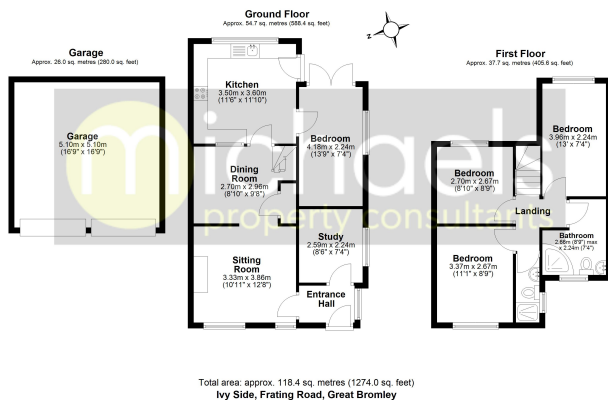 Garage
Approx. 26.0 sq. metres (280.0 sq. feet)
Garage
5.10m x 5.10m
(16'9" x 16'9")
Ground Floor
Approx. 54.7 sq. metres (588.4 sq. feet)
Kitchen
3.50m x 3.60m
(11'6" x 11'10")
Bedroom
4.18m x 2.24m
(13'9" x 7'4")
Dining
Room
2.70m x 2.96m
(8'10" x 9'8")
Study
2.59m x 2.24m
(8'6" x 7'4")
Sitting
Room
3.33m x 3.86m
(10'11" x 12'8")
Entrance
Hall
N
First Floor
Approx. 37.7 sq. metres (405.6 sq. feet)
Bedroom
3.96m x 2.24m
(13' x 7'4")
Bedroom
2.70m x 2.67m
(8'10" x 8'9")
Landing
Bathroom
2.66m (8'9") max
x 2.24m (7'4")
Bedroom
3.37m x 2.67m
(11'1" x 8'9")
michaels
property consultants
Total area: approx. 118.4 sq. metres (1274.0 sq. feet)
Ivy Side, Frating Road, Great Bromley